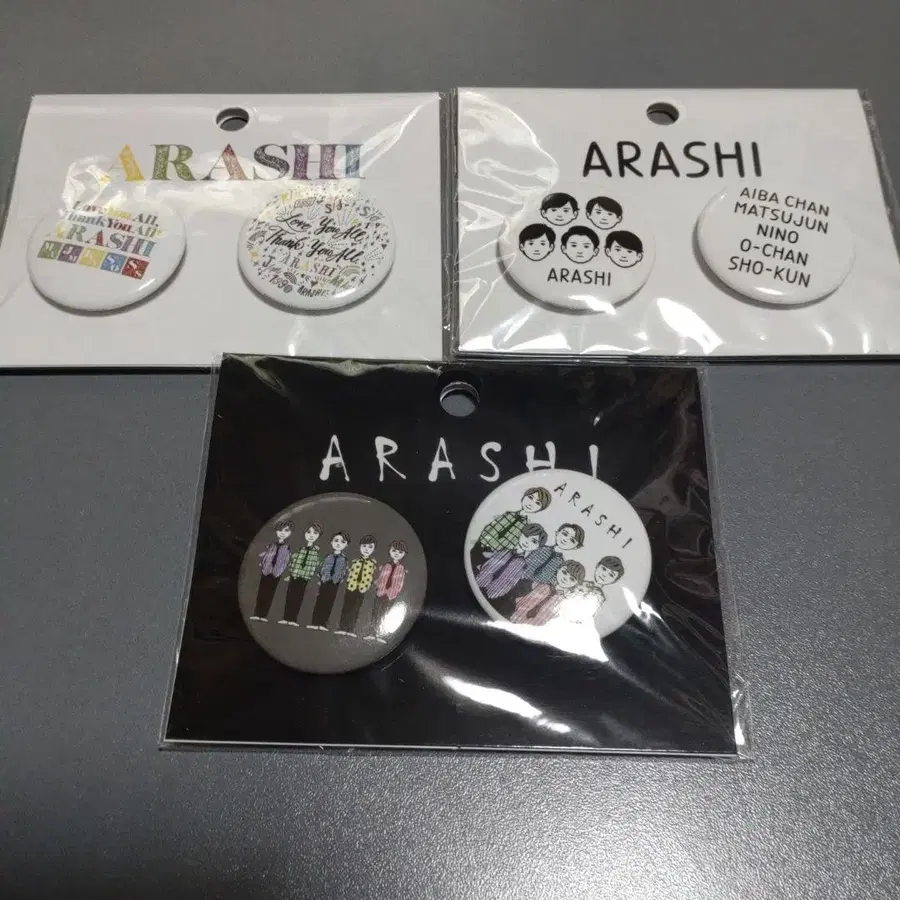 ARASHI
Love You All,
Thank You All
ARASHI
Love You All,
Thank You All,
ARASHI
ARASHI
ARASHI
AIBA CHAN
MATSUJUN
NINO
O-CHAN
SHO-KUN
ARASHI
ARASHI